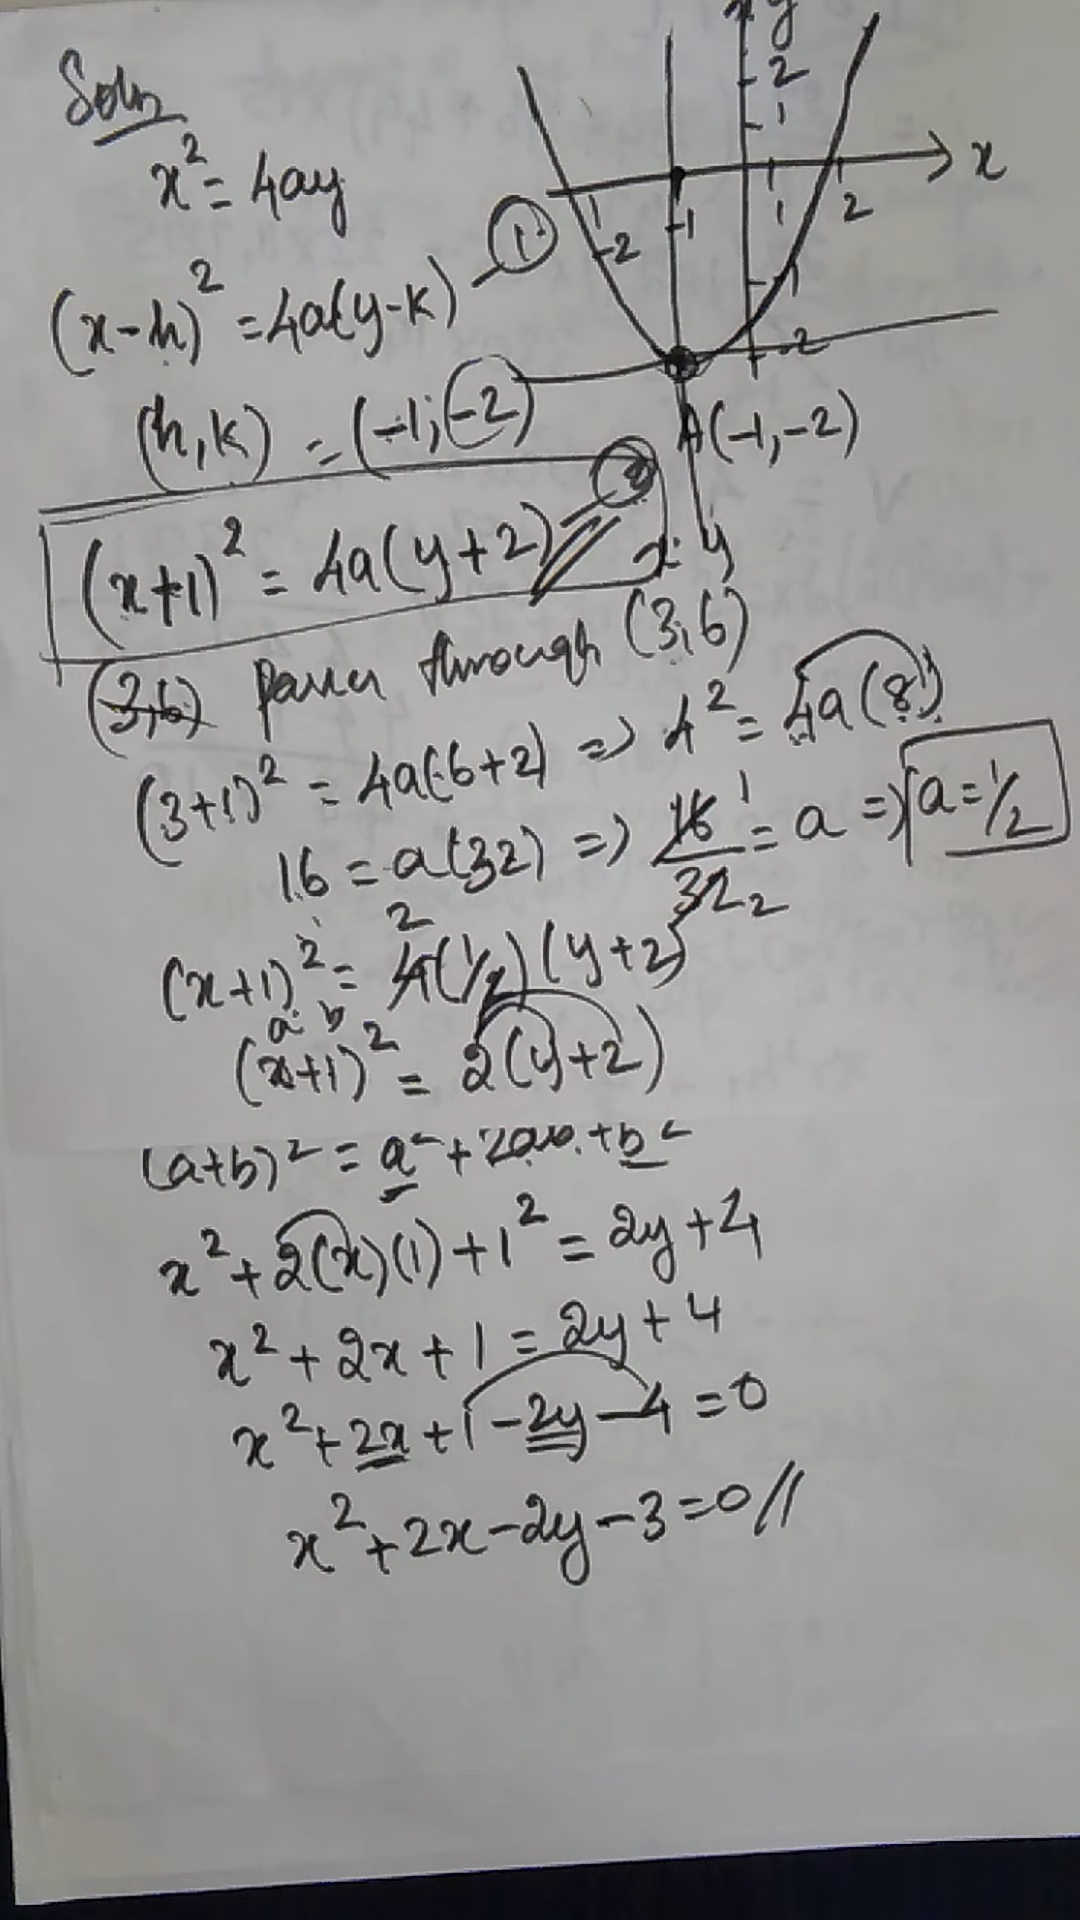 Soln
x² = 4ay
(x-h)² = 4a(y-k) - ①
(h,k) = (-1,-2)
y
2
1
x
-2
-1
1
2
-1
-2
A(-1,-2)
(x+1)² = 4a(y+2)
x y
(3,6) passes through (3,6)
(3+1)² = 4a(6+2) => 4² = 4a(8)
16 = a(32) => 16/32 = a => a = 1/2
1
2
2
(x+1)² = 4(1/2)(y+2)
a b
(x+1)² = 2(y+2)
(a+b)² = a² + 2ab + b²
x² + 2(x)(1) + 1² = 2y + 4
x² + 2x + 1 = 2y + 4
x² + 2x + 1 - 2y - 4 = 0
x² + 2x - 2y - 3 = 0 //